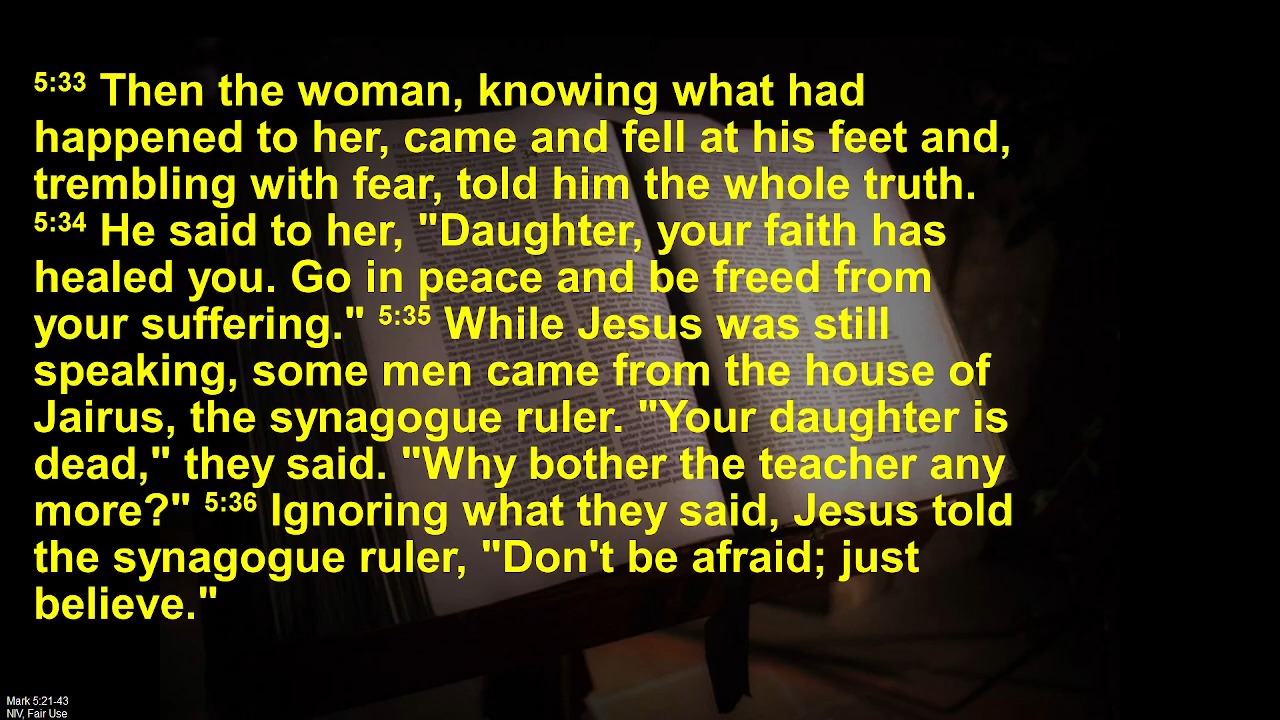 5:33 Then the woman, knowing what had
happened to her, came and fell at his feet and,
trembling with fear, told him the whole truth.
5:34 He said to her, "Daughter, your faith has
healed you. Go in peace and be freed from
your suffering." 5:35 While Jesus was still
speaking, some men came from the house of
Jairus, the synagogue ruler. "Your daughter is
dead," they said. "Why bother the teacher any
more?" 5:36 Ignoring what they said, Jesus told
the synagogue ruler, "Don't be afraid; just
believe."
Mark 5:21-43
NIV, Fair Use